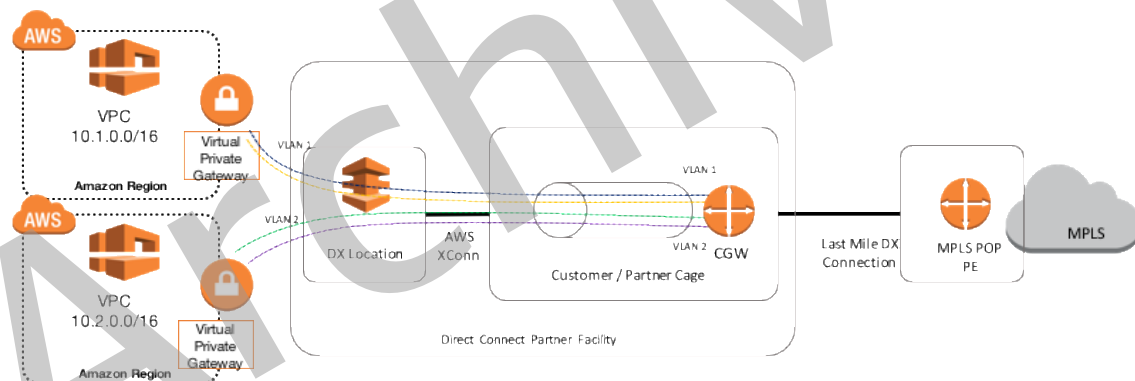 AWS
VPC
10.1.0.0/16
Virtual
Private
Gateway
Amazon Region
AWS
VPC
10.2.0.0/16
Virtual
Private
Gateway
Amazon Region
VLAN 1
VLAN 2
DX Location
AWS
XConn
VLAN 1
VLAN 2
CGW
Customer / Partner Cage
Direct Connect Partner Facility
Last Mile DX
Connection
MPLS POP
PE
MPLS
Archiv